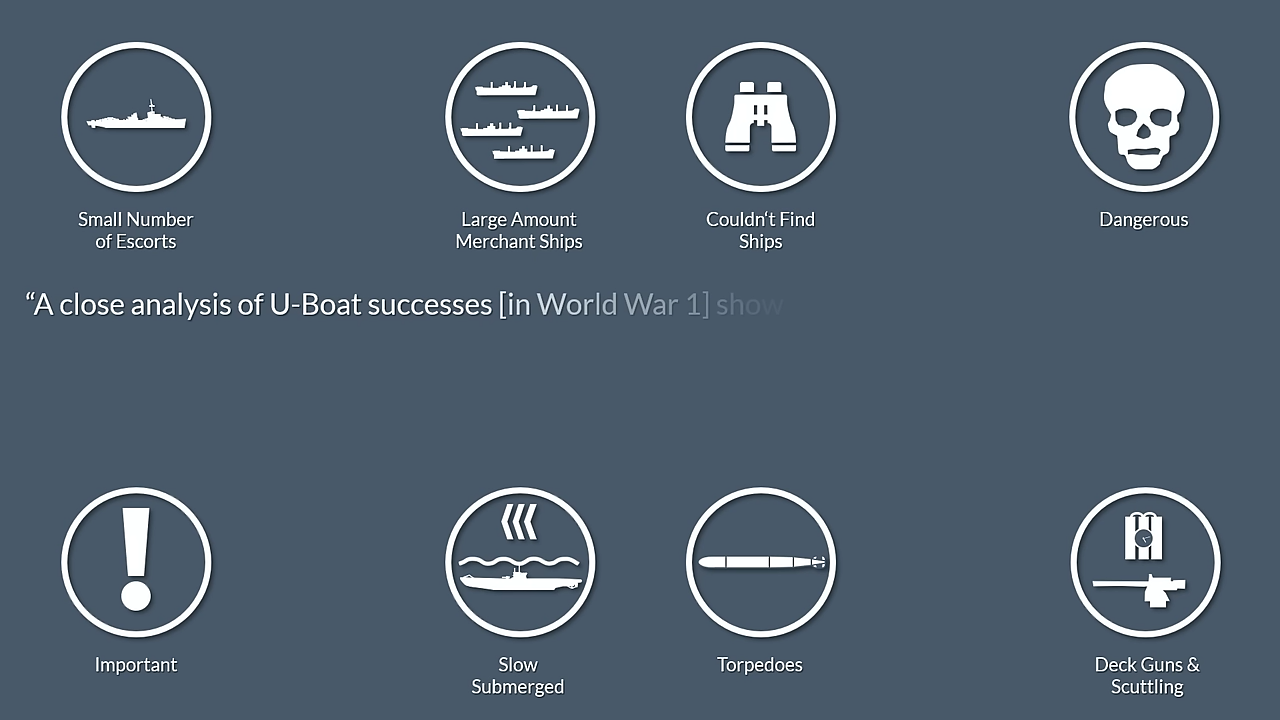 Small Number
of Escorts
Large Amount
Merchant Ships
Couldn't Find
Ships
Dangerous
“A close analysis of U-Boat successes [in World War 1] show
Important
Slow
Submerged
Torpedoes
Deck Guns &
Scuttling